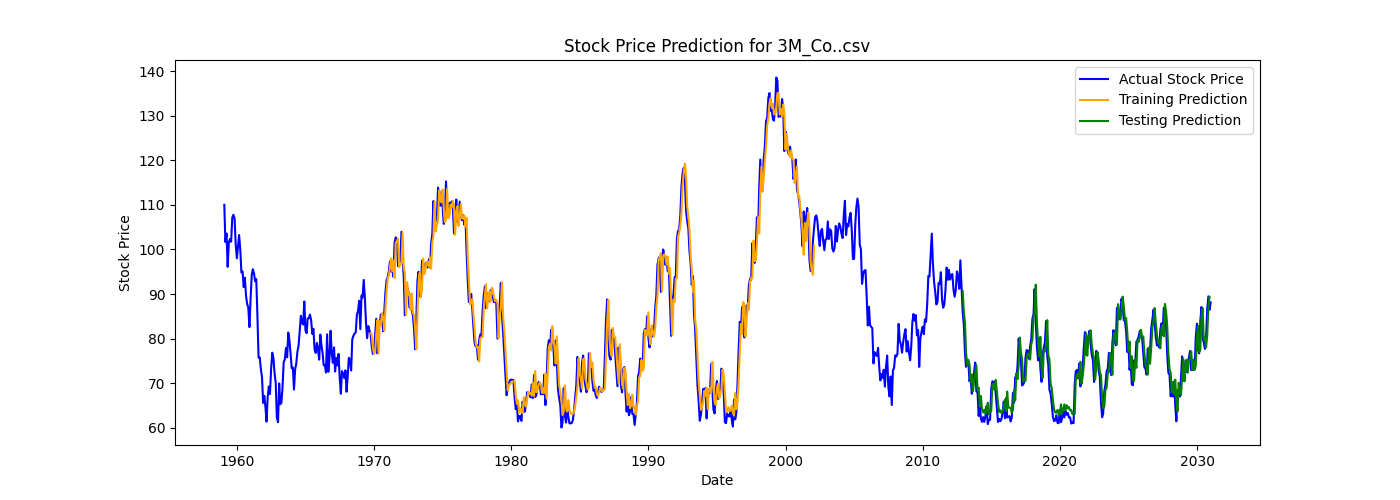 Stock Price Prediction for 3M_Co..csv
Actual Stock Price
Training Prediction
Testing Prediction
Stock Price
140
130
120
110
100
90
80
70
60
1960 1970 1980 1990 2000 2010 2020 2030
Date